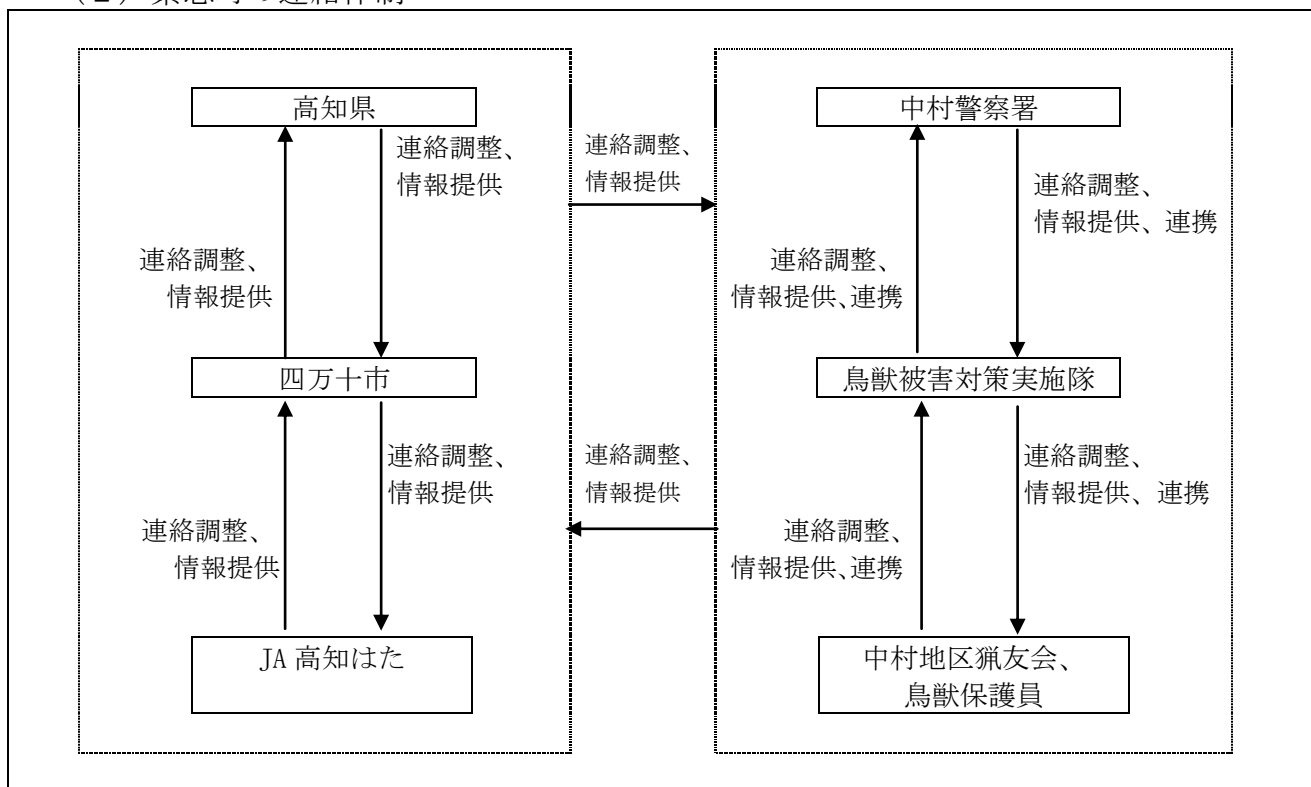 高知県
中村警察署
連絡調整、
情報提供
連絡調整、
情報提供
連絡調整、
情報提供、連携
連絡調整、
情報提供
連絡調整、
情報提供、連携
四万十市
鳥獣被害対策実施隊
連絡調整、
情報提供
連絡調整、
情報提供
連絡調整、
情報提供、連携
連絡調整、
情報提供
連絡調整、
情報提供、連携
JA 高知はた
中村地区猟友会、
鳥獣保護員